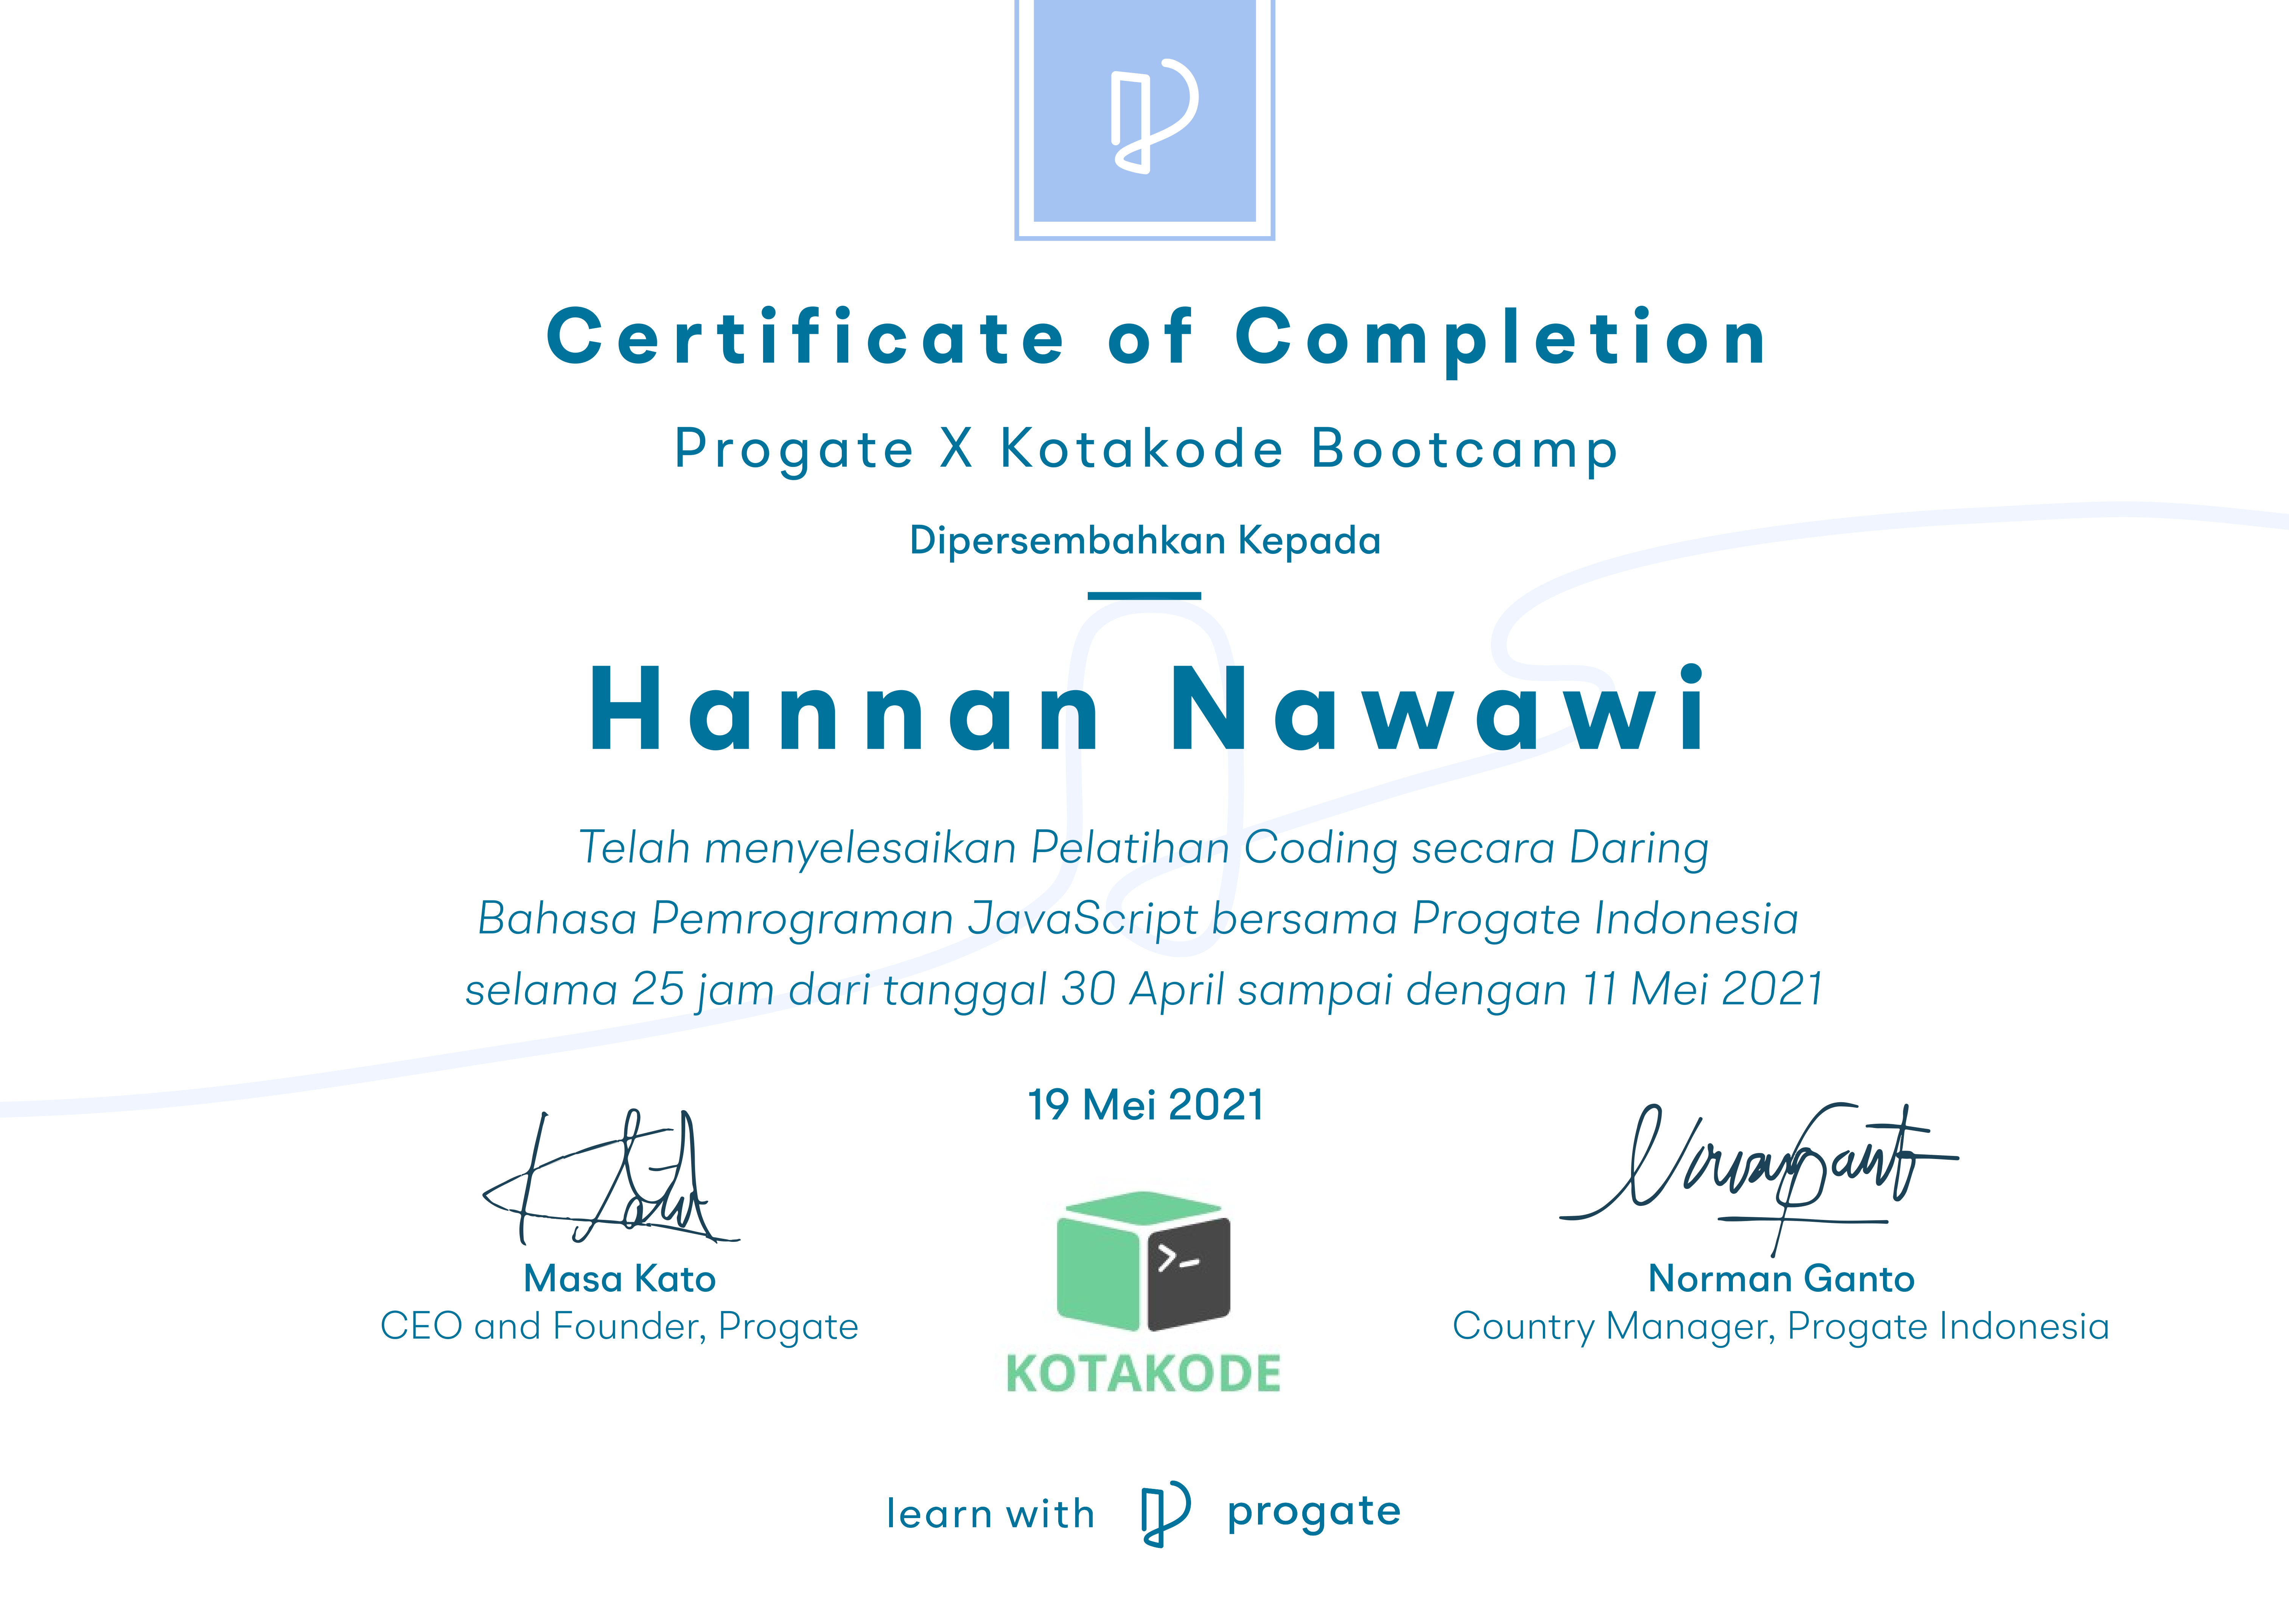 Certificate of Completion
Progate X Kotakode Bootcamp
Dipersembahkan Kepada
Hannan Nawawi
Telah menyelesaikan Pelatihan Coding secara Daring
Bahasa Pemrograman JavaScript bersama Progate Indonesia
selama 25 jam dari tanggal 30 April sampai dengan 11 Mei 2021
19 Mei 2021
Masa Kato
CEO and Founder, Progate
KOTAKODE
Norman Ganto
Country Manager, Progate Indonesia
learn with progate